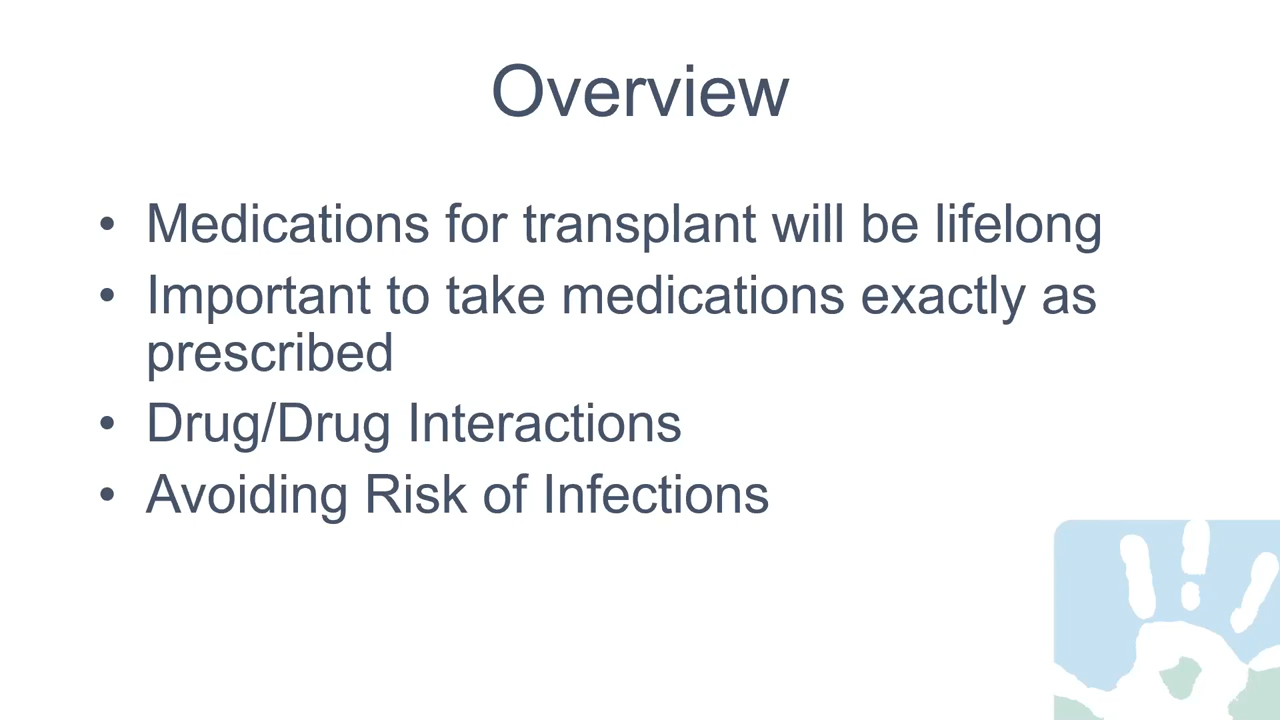 Overview
• Medications for transplant will be lifelong
• Important to take medications exactly as
prescribed
• Drug/Drug Interactions
• Avoiding Risk of Infections